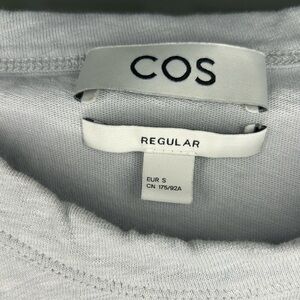 COS
REGULAR
EUR S
CN 175/92A